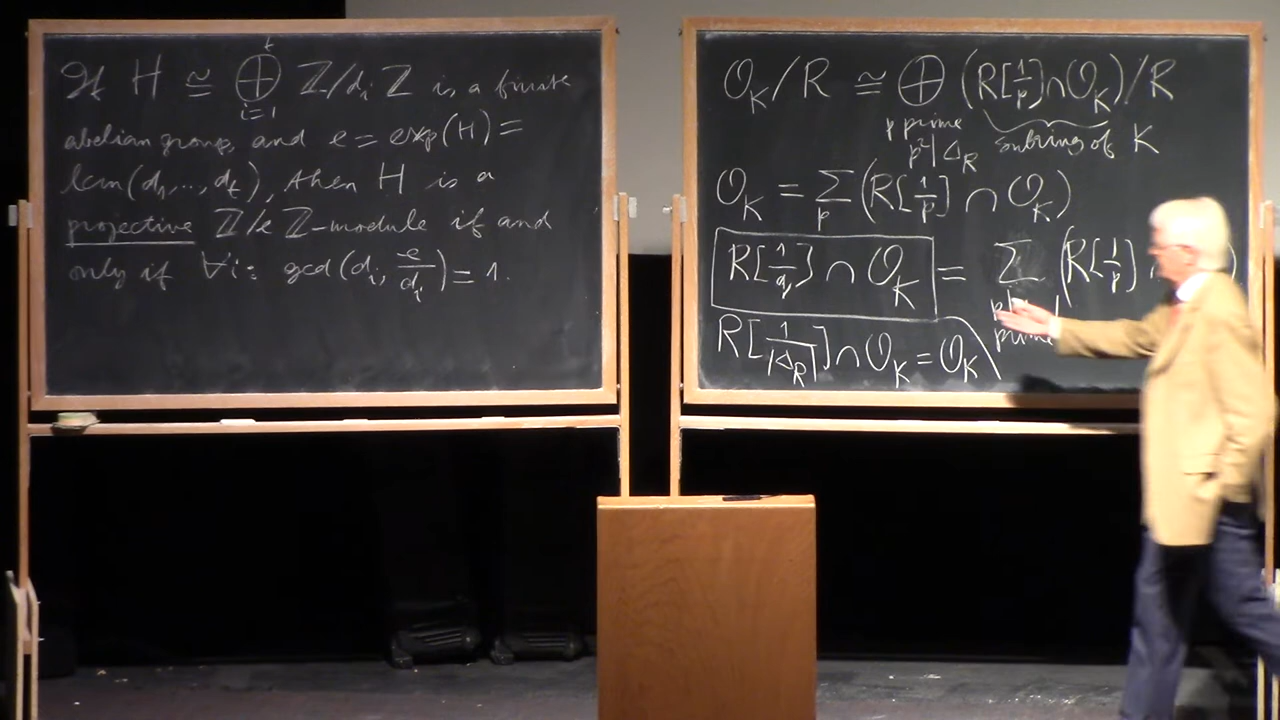 If H ≅ ⊕_{i=1}^{t} ℤ/d_i ℤ is a finite
abelian group, and e = exp(H) =
lcm(d_1,..., d_t), then H is a
projective ℤ/eℤ-module if and
only if ∀i: gcd(d_i, e/d_i) = 1.
O_K/R ≅ ⊕ (R[1/p] ∩ O_K)/R
p prime
p²|Δ_R
subring of K
O_K = Σ_p (R[1/p] ∩ O_K)
R[1/q] ∩ O_K = Σ (R[1/p]
R[1/|Δ_R|] ∩ O_K = O_K